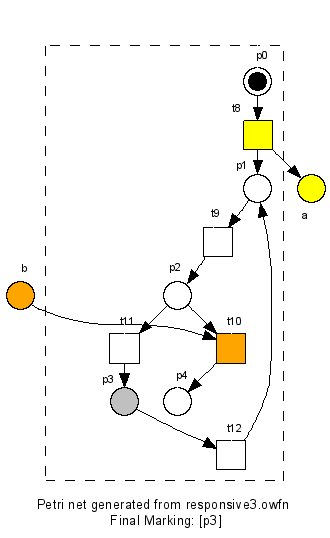 p0
t8
p1
a
t9
p2
b
t11
t10
p3
p4
t12
Petri net generated from responsive3.owfn
Final Marking: [p3]